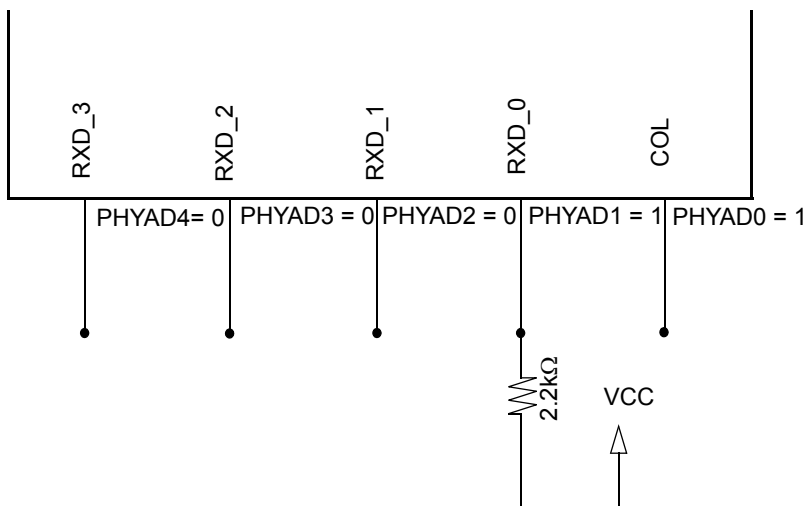 RXD_3
RXD_2
RXD_1
RXD_0
COL
PHYAD4= 0
PHYAD3 = 0
PHYAD2 = 0
PHYAD1 = 1
PHYAD0 = 1
2.2kΩ
VCC